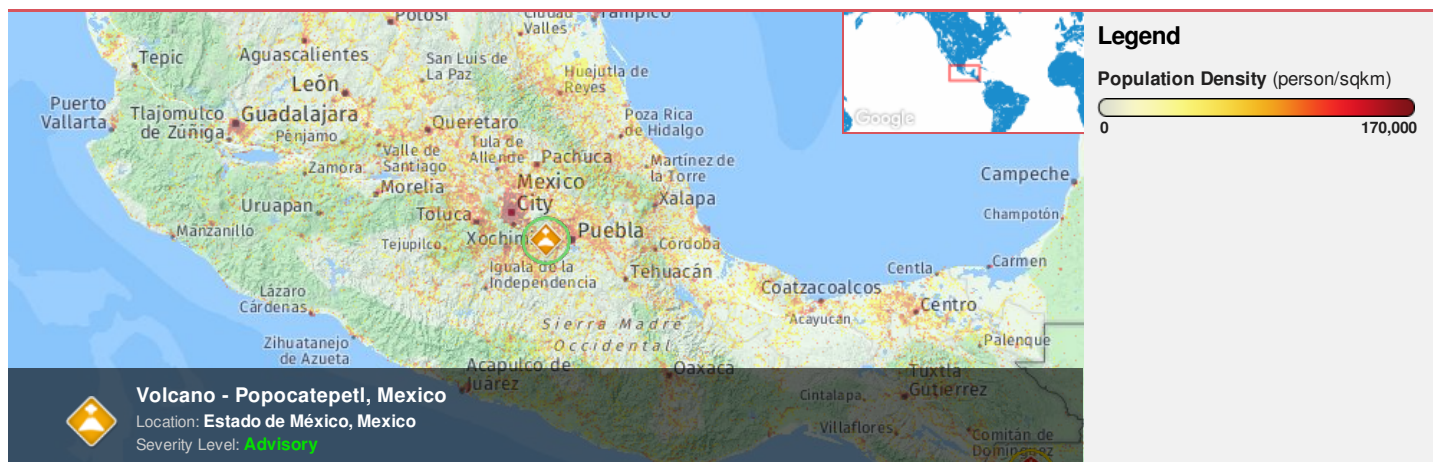 Potosí
Ciudad
Valles
Tampico
Tepic
Aguascalientes
San Luis de
La Paz
León
Huejutla de
Reyes
Puerto
Vallarta
Tlajomulco
de Zúñiga
Guadalajara
Pénjamo
Querétaro
Poza Rica
de Hidalgo
Valle de
Santiago
Tula de
Allende
Pachuca
Zamora
Martínez de
la Torre
Morelia
Mexico
City
Xalapa
Campeche
Uruapan
Toluca
Champotón
Manzanillo
Tejupilco
Xochim
Puebla
Córdoba
Iguala de la
Independencia
Tehuacán
Centla
Carmen
Lázaro
Cárdenas
Coatzacoalcos
Acayucan
Centro
Sierra Madre
Occidental
Zihuatanejo
de Azueta
Palenque
Acapulco de
Juárez
Oaxaca
Tuxtla
Gutiérrez
Cintalapa
Villaflores
Comitán de
Domínguez
Google
Volcano - Popocatepetl, Mexico
Location: Estado de México, Mexico
Severity Level: Advisory
Legend
Population Density (person/sqkm)
0 170,000